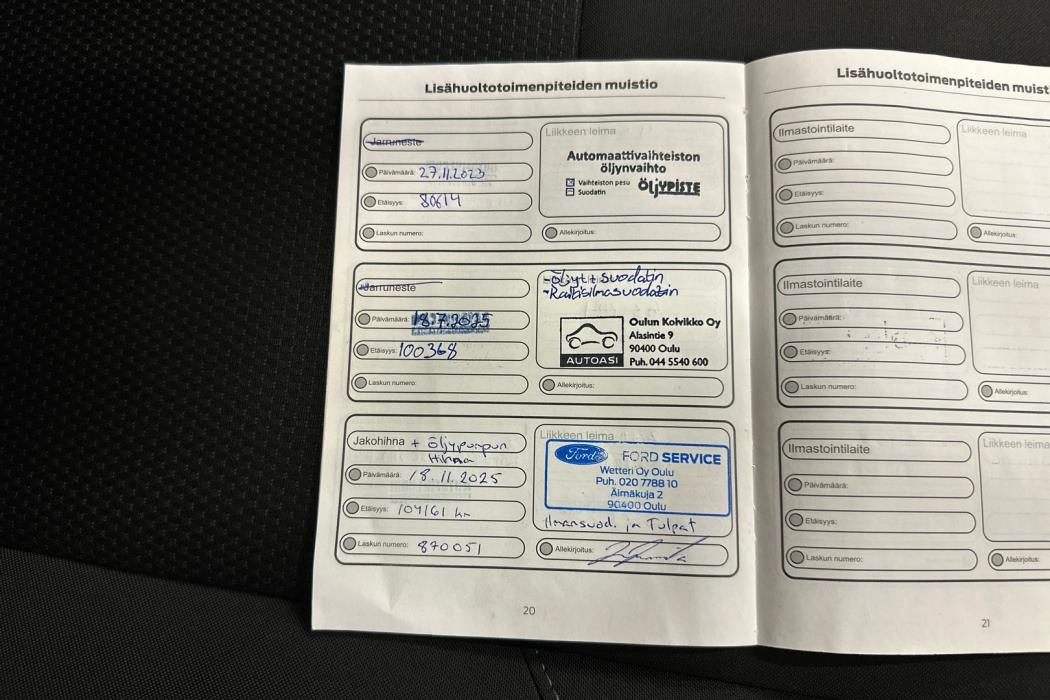 Lisähuoltotoimenpiteiden muistio
Jarruneste
Päivämäärä: 27.11.2023
Etäisyys: 80614
Laskun numero:
Liikkeen leima
Automaattivaihteiston
öljynvaihto
Vaihteiston pesu
Suodatin
ÖLJYPISTE
Allekirjoitus:
Jarruneste
Päivämäärä: 18.7.2025
Etäisyys: 100368
Laskun numero:
-Öljyt + Suodatin
-Raitisilmasuodatin
AUTOASI
Oulun Koivikko Oy
Alasintie 9
90400 Oulu
Puh. 044 5540 600
Allekirjoitus:
Jakohihna + öljypumpun
Hihna
Päivämäärä: 18.11.2025
Etäisyys: 104161 km
Laskun numero: 870051
Liikkeen leima
Ford FORD SERVICE
Wetteri Oy Oulu
Puh. 020 7788 10
Äimäkuja 2
90400 Oulu
Ilmansuod. ja Tulpat
Allekirjoitus:
20
Lisähuoltotoimenpiteiden muist
Ilmastointilaite
Päivämäärä:
Etäisyys:
Laskun numero:
Liikkeen leima
Allekirjoitus:
Ilmastointilaite
Päivämäärä:
Etäisyys:
Laskun numero:
Liikkeen leima
Allekirjoitus:
Ilmastointilaite
Päivämäärä:
Etäisyys:
Laskun numero:
Liikkeen leima
Allekirjoitus:
21